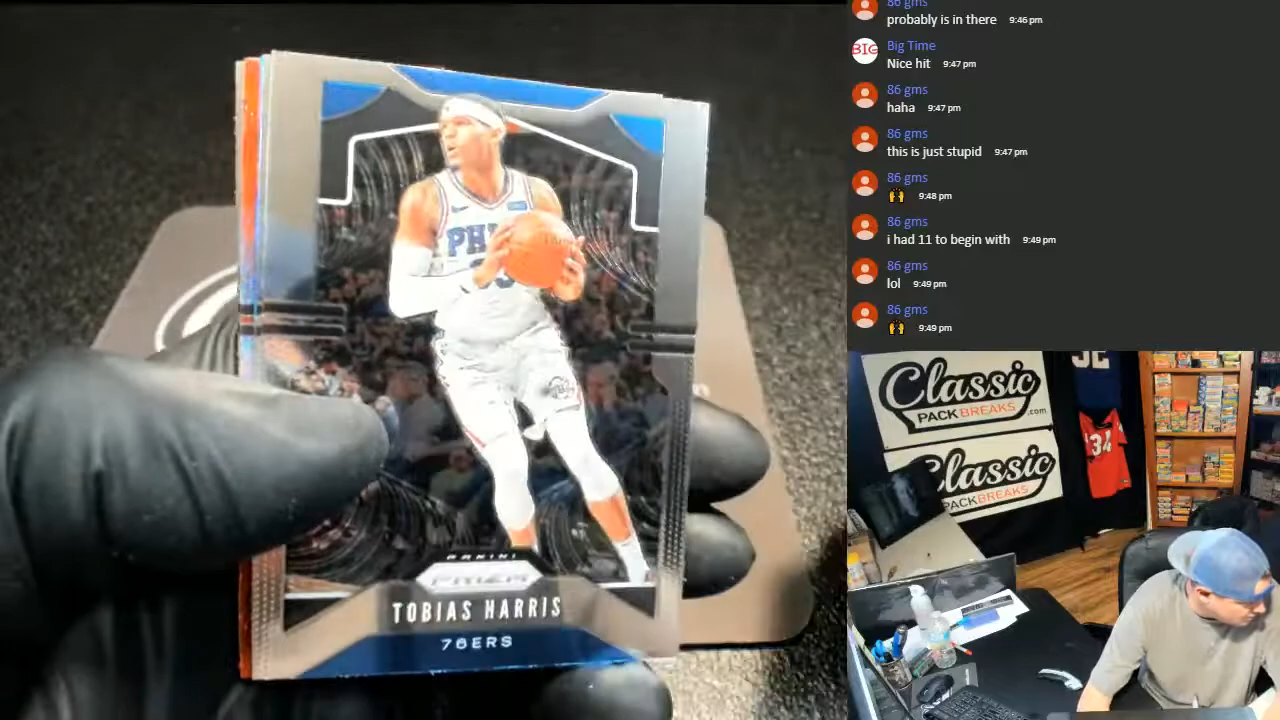 PHI
PANINI
PRIZM
TOBIAS HARRIS
76ERS
86 gms
probably is in there 9:46 pm
BIG
Big Time
Nice hit 9:47 pm
86 gms
haha 9:47 pm
86 gms
this is just stupid 9:47 pm
86 gms
9:48 pm
86 gms
i had 11 to begin with 9:49 pm
86 gms
lol 9:49 pm
86 gms
9:49 pm
Classic
PACK BREAKS.com
Classic
PACK BREAKS
34